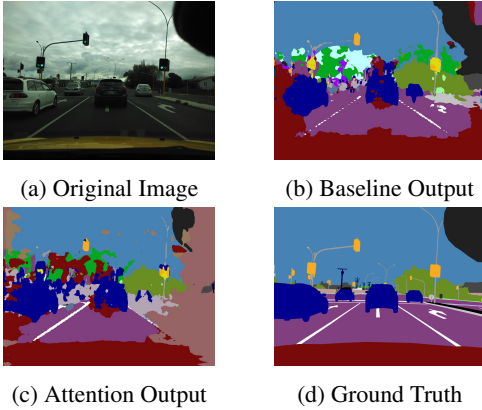 (a) Original Image
(b) Baseline Output
(c) Attention Output
(d) Ground Truth